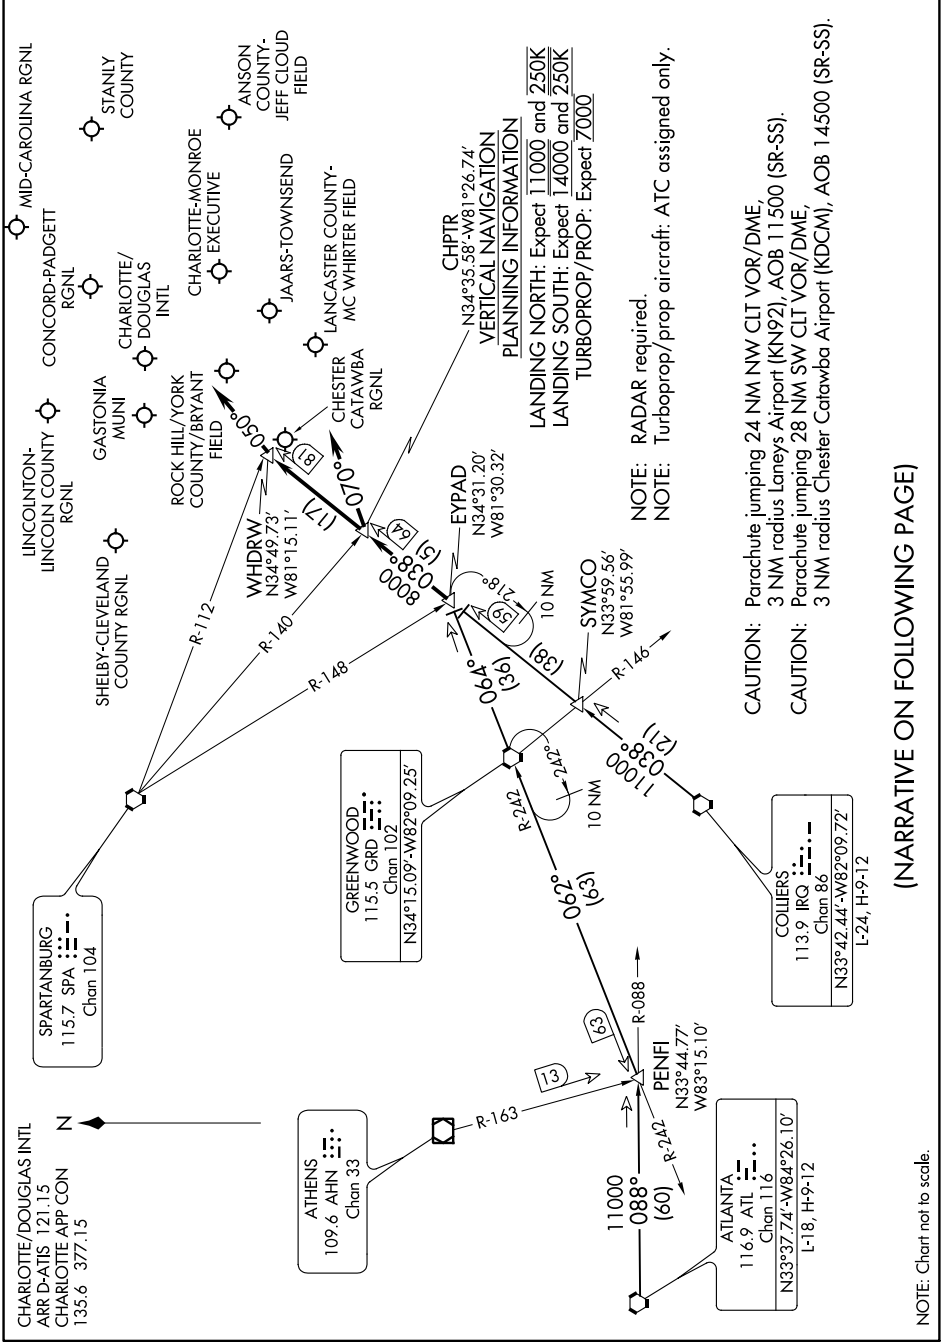 CHARLOTTE/DOUGLAS INTL
ARR D-ATIS 121.15
CHARLOTTE APP CON
135.6 377.15
N
SPARTANBURG
115.7 SPA
Chan 104
ATHENS
109.6 AHN
Chan 33
ATLANTA
116.9 ATL
Chan 116
N33°37.74'-W84°26.10'
L-18, H-9-12
11000
088°
(60)
R-163
13
63
R-088
R-242
PENFI
N33°44.77'
W83°15.10'
062°
(63)
R-242
GREENWOOD
115.5 GRD
Chan 102
N34°15.09'-W82°09.25'
242°
10 NM
COLLIERS
113.9 IRQ
Chan 86
N33°42.44'-W82°09.72'
L-24, H-9-12
11000
038°
(21)
R-146
SYMCO
N33°59.56'
W81°55.99'
(38)
064°
(36)
59
218°
10 NM
EYPAD
N34°31.20'
W81°30.32'
R-112
R-140
R-148
8000
038°
(5)
64
070°
(17)
81
050°
WHDRW
N34°49.73'
W81°15.11'
CHPTR
N34°35.58'-W81°26.74'
VERTICAL NAVIGATION
PLANNING INFORMATION
LANDING NORTH: Expect 11000 and 250K
LANDING SOUTH: Expect 14000 and 250K
TURBOPROP/PROP: Expect 7000
SHELBY-CLEVELAND
COUNTY RGNL
LINCOLNTON-
LINCOLN COUNTY
RGNL
GASTONIA
MUNI
ROCK HILL/YORK
COUNTY/BRYANT
FIELD
CHESTER
CATAWBA
RGNL
CONCORD-PADGETT
RGNL
CHARLOTTE/
DOUGLAS
INTL
MID-CAROLINA RGNL
STANLY
COUNTY
CHARLOTTE-MONROE
EXECUTIVE
ANSON
COUNTY-
JEFF CLOUD
FIELD
JAARS-TOWNSEND
LANCASTER COUNTY-
MC WHIRTER FIELD
NOTE: RADAR required.
NOTE: Turboprop/prop aircraft: ATC assigned only.
CAUTION: Parachute jumping 24 NM NW CLT VOR/DME,
3 NM radius Laneys Airport (KN92), AOB 11500 (SR-SS).
CAUTION: Parachute jumping 28 NM SW CLT VOR/DME,
3 NM radius Chester Catawba Airport (KDCM), AOB 14500 (SR-SS).
(NARRATIVE ON FOLLOWING PAGE)
NOTE: Chart not to scale.